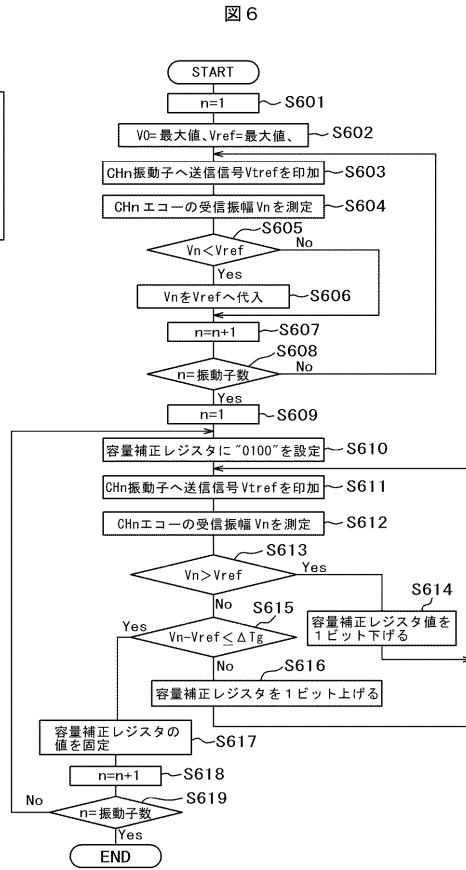 図6
START
n=1
S601
V0=最大値、Vref=最大値、
S602
CHn振動子へ送信信号Vtrefを印加
S603
CHnエコーの受信振幅Vnを測定
S604
S605
Vn<Vref
No
Yes
VnをVrefへ代入
S606
n=n+1
S607
S608
n=振動子数
No
Yes
n=1
S609
容量補正レジスタに"0100"を設定
S610
CHn振動子へ送信信号Vtrefを印加
S611
CHnエコーの受信振幅Vnを測定
S612
S613
Vn>Vref
Yes
No
S614
容量補正レジスタ値を
1ビット下げる
S615
Yes
Vn-Vref≦ΔTg
No
S616
容量補正レジスタを1ビット上げる
容量補正レジスタの
値を固定
S617
n=n+1
S618
No
S619
n=振動子数
Yes
END